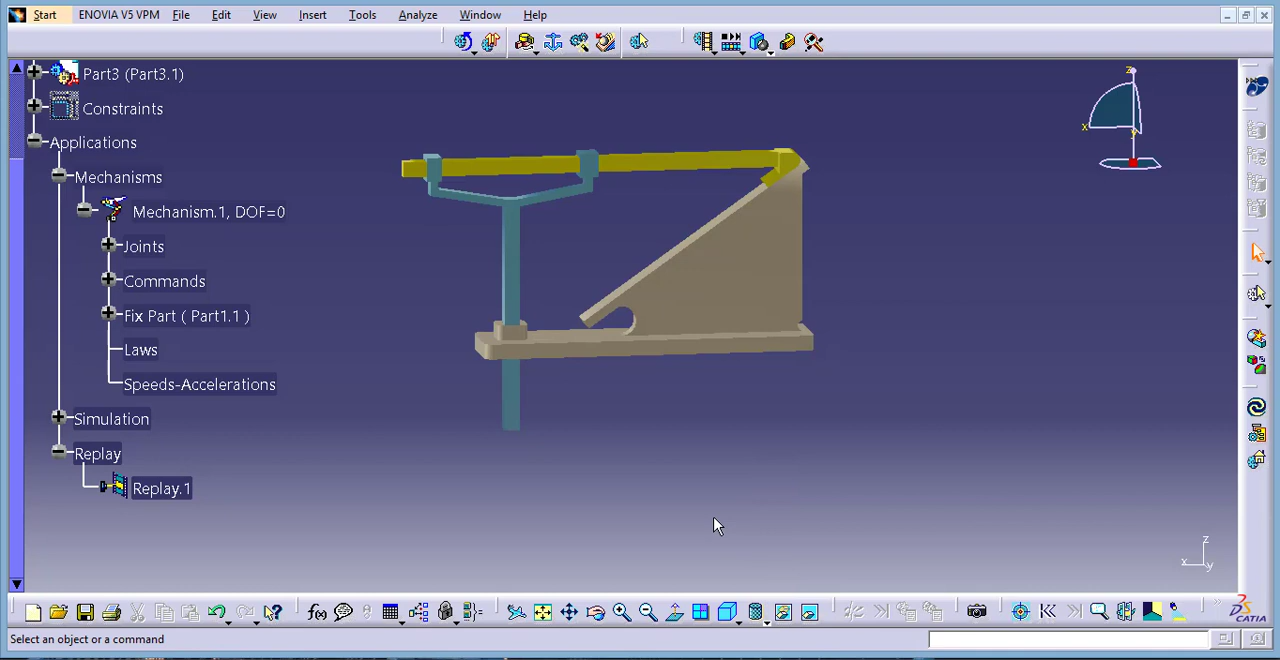 Start ENOVIA V5 VPM File Edit View Insert Tools Analyze Window Help
Part3 (Part3.1)
Constraints
Applications
Mechanisms
Mechanism.1, DOF=0
Joints
Commands
Fix Part ( Part1.1 )
Laws
Speeds-Accelerations
Simulation
Replay
Replay.1
z
x
y
z
x
y
f(x)
CATIA
Select an object or a command